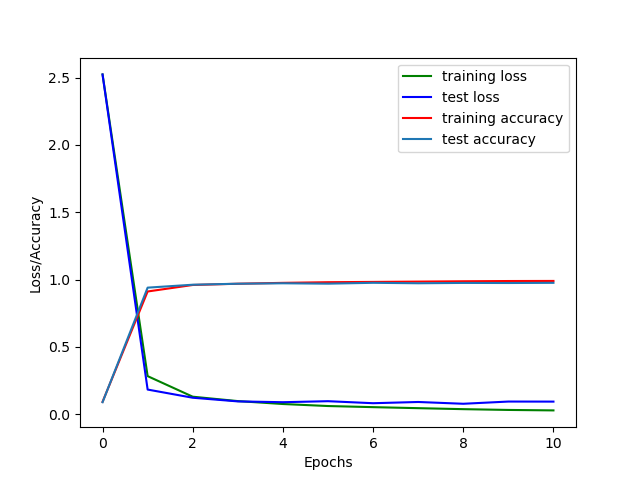 training loss
test loss
training accuracy
test accuracy
2.5
2.0
1.5
1.0
0.5
0.0
Loss/Accuracy
0 2 4 6 8 10
Epochs